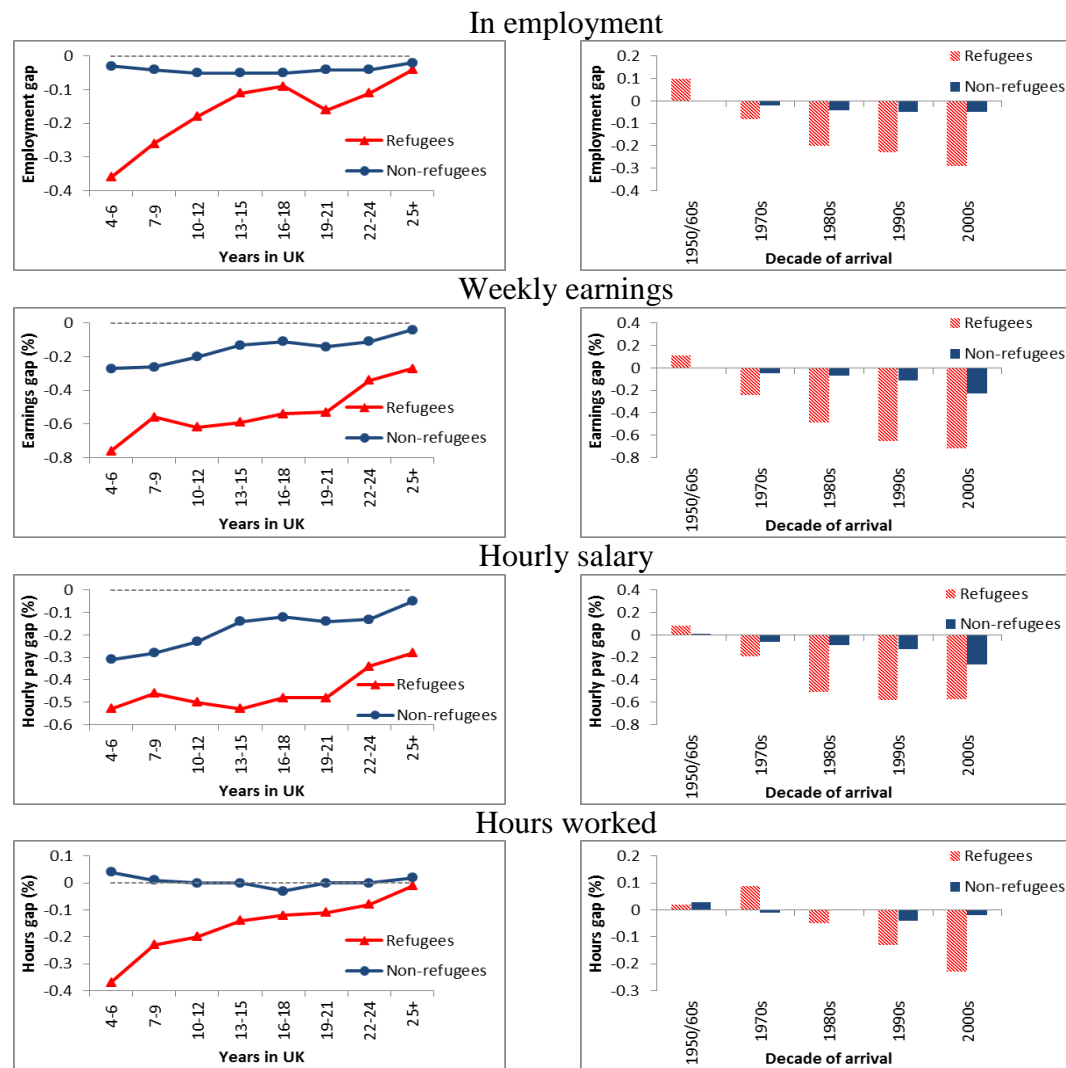 In employment
Employment gap
0
-0.1
-0.2
-0.3
-0.4
Refugees
Non-refugees
4-6
7-9
10-12
13-15
16-18
19-21
22-24
25+
Years in UK
Employment gap
0.2
0.1
0
-0.1
-0.2
-0.3
-0.4
Refugees
Non-refugees
1950/60s
1970s
1980s
1990s
2000s
Decade of arrival
Weekly earnings
Earnings gap (%)
0
-0.2
-0.4
-0.6
-0.8
Refugees
Non-refugees
4-6
7-9
10-12
13-15
16-18
19-21
22-24
25+
Years in UK
Earnings gap (%)
0.4
0.2
0
-0.2
-0.4
-0.6
-0.8
Refugees
Non-refugees
1950/60s
1970s
1980s
1990s
2000s
Decade of arrival
Hourly salary
Hourly pay gap (%)
0
-0.1
-0.2
-0.3
-0.4
-0.5
-0.6
Refugees
Non-refugees
4-6
7-9
10-12
13-15
16-18
19-21
22-24
25+
Years in UK
Hourly pay gap (%)
0.4
0.2
0
-0.2
-0.4
-0.6
-0.8
Refugees
Non-refugees
1950/60s
1970s
1980s
1990s
2000s
Decade of arrival
Hours worked
Hours gap (%)
0.1
0
-0.1
-0.2
-0.3
-0.4
Refugees
Non-refugees
4-6
7-9
10-12
13-15
16-18
19-21
22-24
25+
Years in UK
Hours gap (%)
0.2
0.1
0
-0.1
-0.2
-0.3
Refugees
Non-refugees
1950/60s
1970s
1980s
1990s
2000s
Decade of arrival